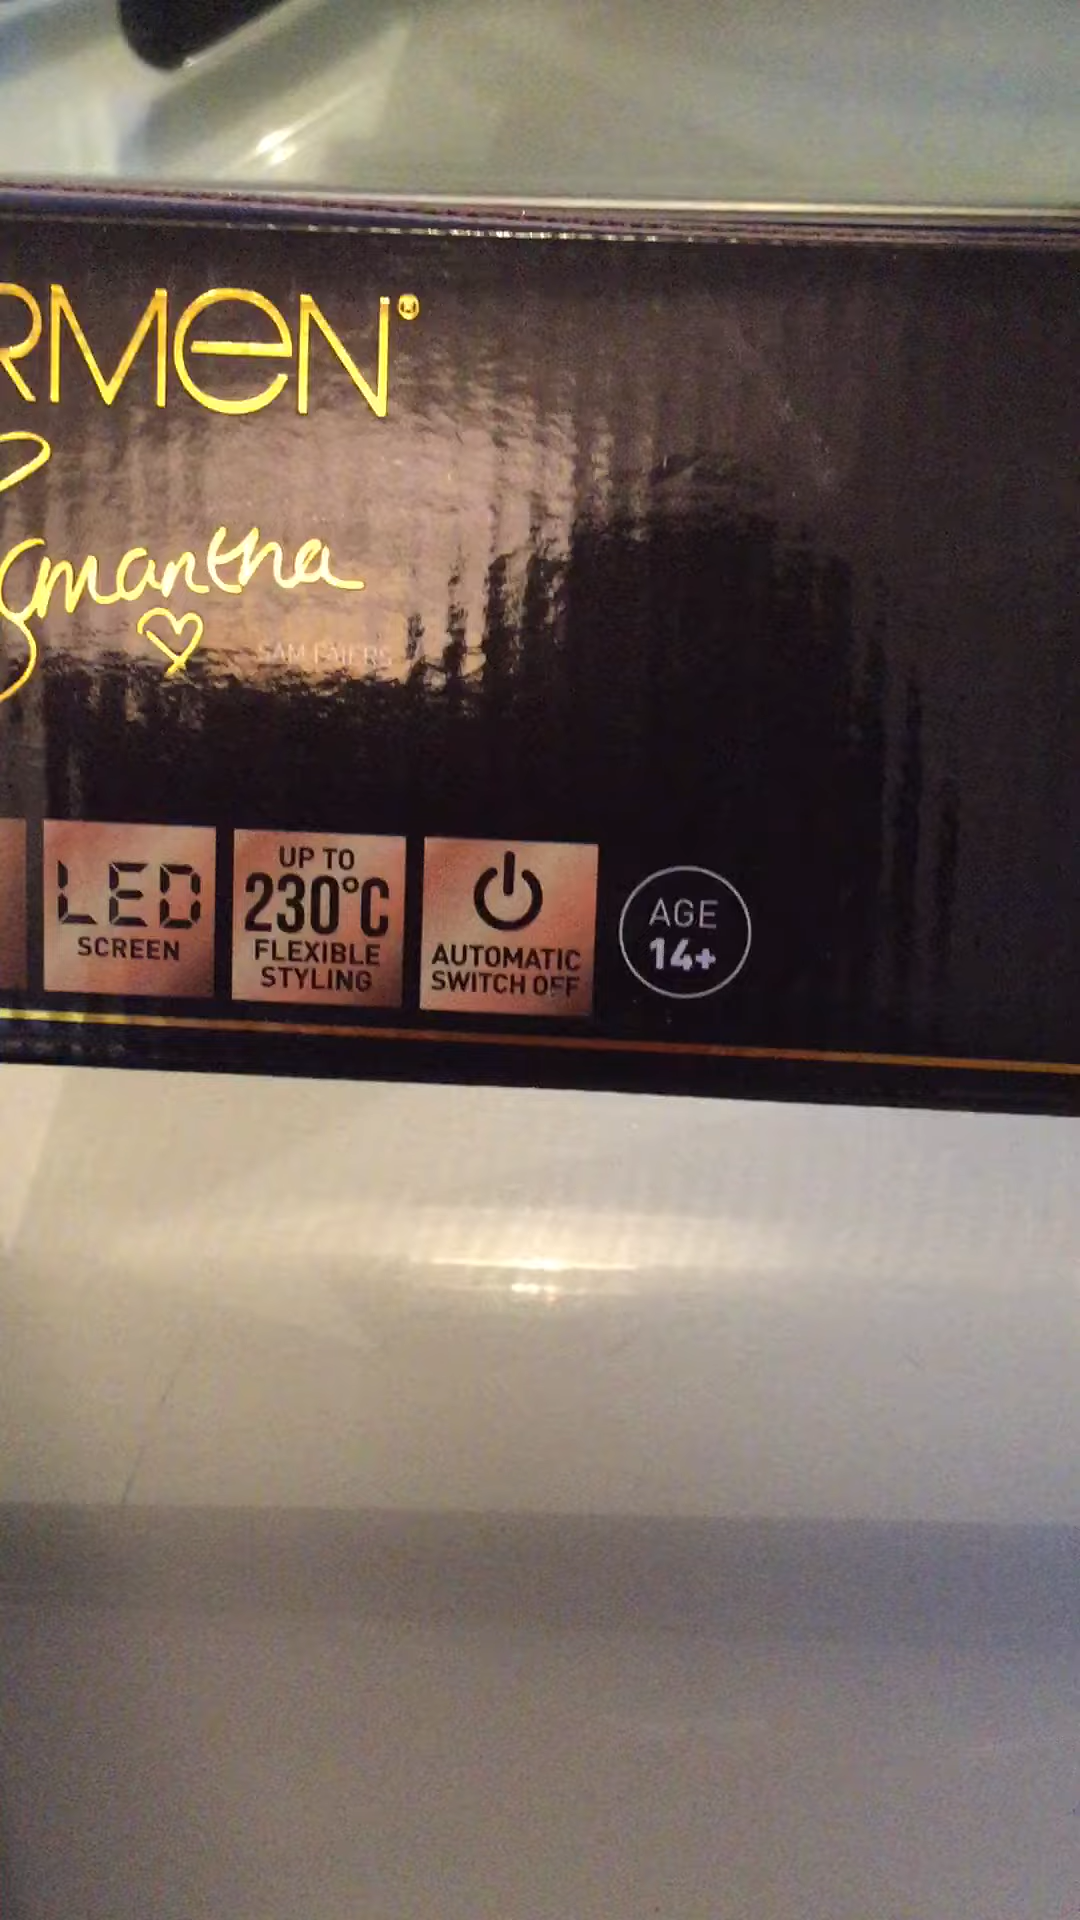 RMEN®
Samantha
SAM FAIERS
LED
SCREEN
UP TO
230°C
FLEXIBLE
STYLING
AUTOMATIC
SWITCH OFF
AGE
14+